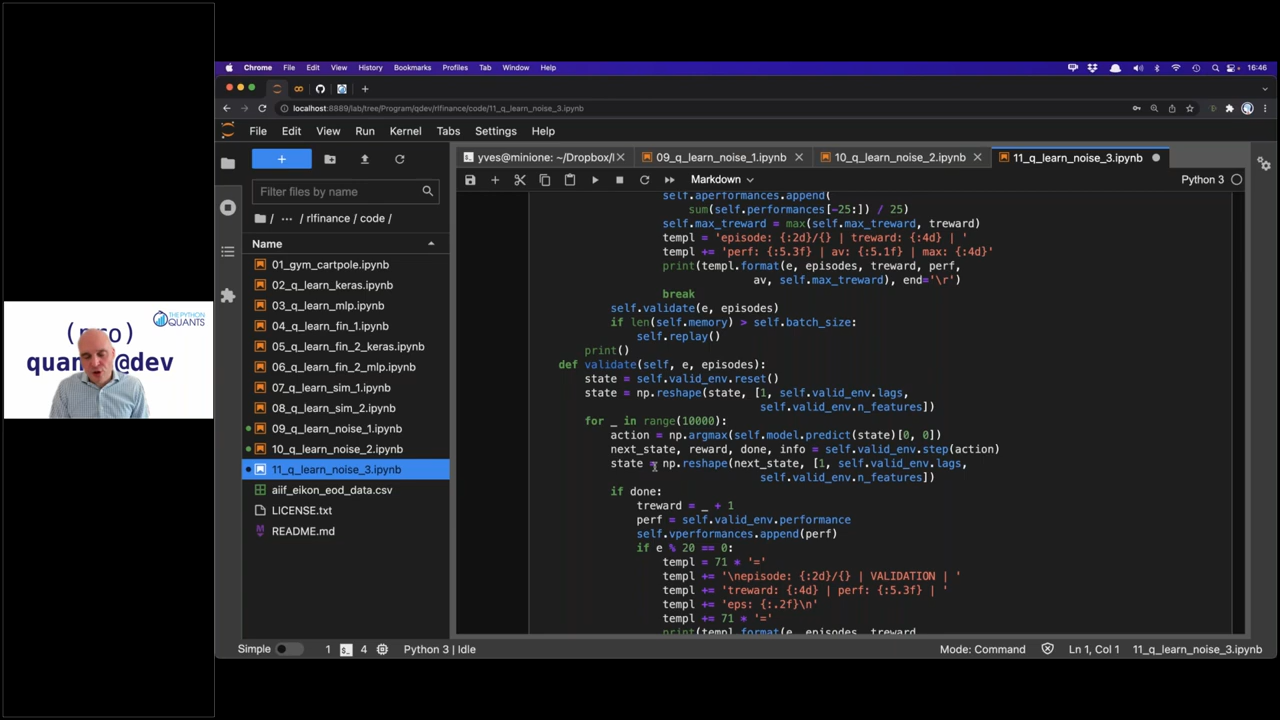 Chrome File Edit View History Bookmarks Profiles Tab Window Help 16:46
localhost:8889/lab/tree/Program/qdev/rlfinance/code/11_q_learn_noise_3.ipynb
File Edit View Run Kernel Tabs Settings Help
+
Filter files by name
/ ··· / rlfinance / code /
Name
01_gym_cartpole.ipynb
02_q_learn_keras.ipynb
03_q_learn_mlp.ipynb
04_q_learn_fin_1.ipynb
05_q_learn_fin_2_keras.ipynb
06_q_learn_fin_2_mlp.ipynb
07_q_learn_sim_1.ipynb
08_q_learn_sim_2.ipynb
09_q_learn_noise_1.ipynb
10_q_learn_noise_2.ipynb
11_q_learn_noise_3.ipynb
aiif_eikon_eod_data.csv
LICENSE.txt
README.md
yves@minione: ~/Dropbox/I
09_q_learn_noise_1.ipynb
10_q_learn_noise_2.ipynb
11_q_learn_noise_3.ipynb
Markdown
Python 3
self.aperformances.append(
sum(self.performances[-25:]) / 25)
self.max_treward = max(self.max_treward, treward)
templ = 'episode: {:2d}/{} | treward: {:4d} | '
templ += 'perf: {:5.3f} | av: {:5.1f} | max: {:4d}'
print(templ.format(e, episodes, treward, perf,
av, self.max_treward), end='\r')
break
self.validate(e, episodes)
if len(self.memory) > self.batch_size:
self.replay()
print()
def validate(self, e, episodes):
state = self.valid_env.reset()
state = np.reshape(state, [1, self.valid_env.lags,
self.valid_env.n_features])
for _ in range(10000):
action = np.argmax(self.model.predict(state)[0, 0])
next_state, reward, done, info = self.valid_env.step(action)
state = np.reshape(next_state, [1, self.valid_env.lags,
self.valid_env.n_features])
if done:
treward = _ + 1
perf = self.valid_env.performance
self.vperformances.append(perf)
if e % 20 == 0:
templ = 71 * '='
templ += '\nepisode: {:2d}/{} | VALIDATION | '
templ += 'treward: {:4d} | perf: {:5.3f} | '
templ += 'eps: {:.2f}\n'
templ += 71 * '='
print(templ.format(e, episodes, treward,
Simple 1 4 Python 3 | Idle Mode: Command Ln 1, Col 1 11_q_learn_noise_3.ipynb
THE PYTHON
QUANTS